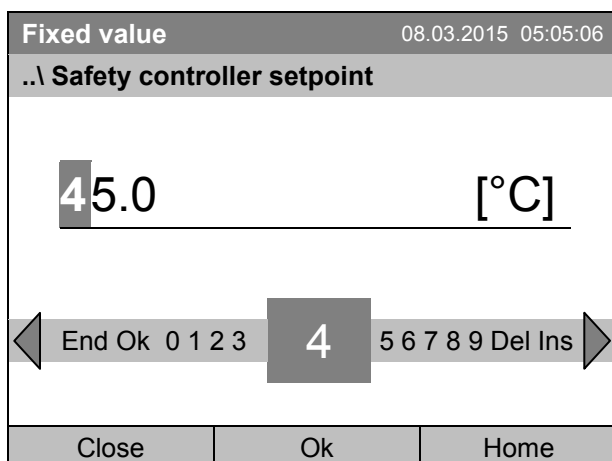 Fixed value 08.03.2015 05:05:06
..\ Safety controller setpoint
45.0 [°C]
End Ok 0 1 2 3 4 5 6 7 8 9 Del Ins
Close Ok Home